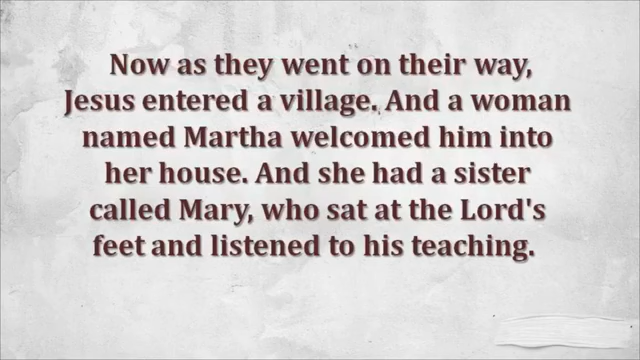 Now as they went on their way,
Jesus entered a village. And a woman
named Martha welcomed him into
her house. And she had a sister
called Mary, who sat at the Lord's
feet and listened to his teaching.